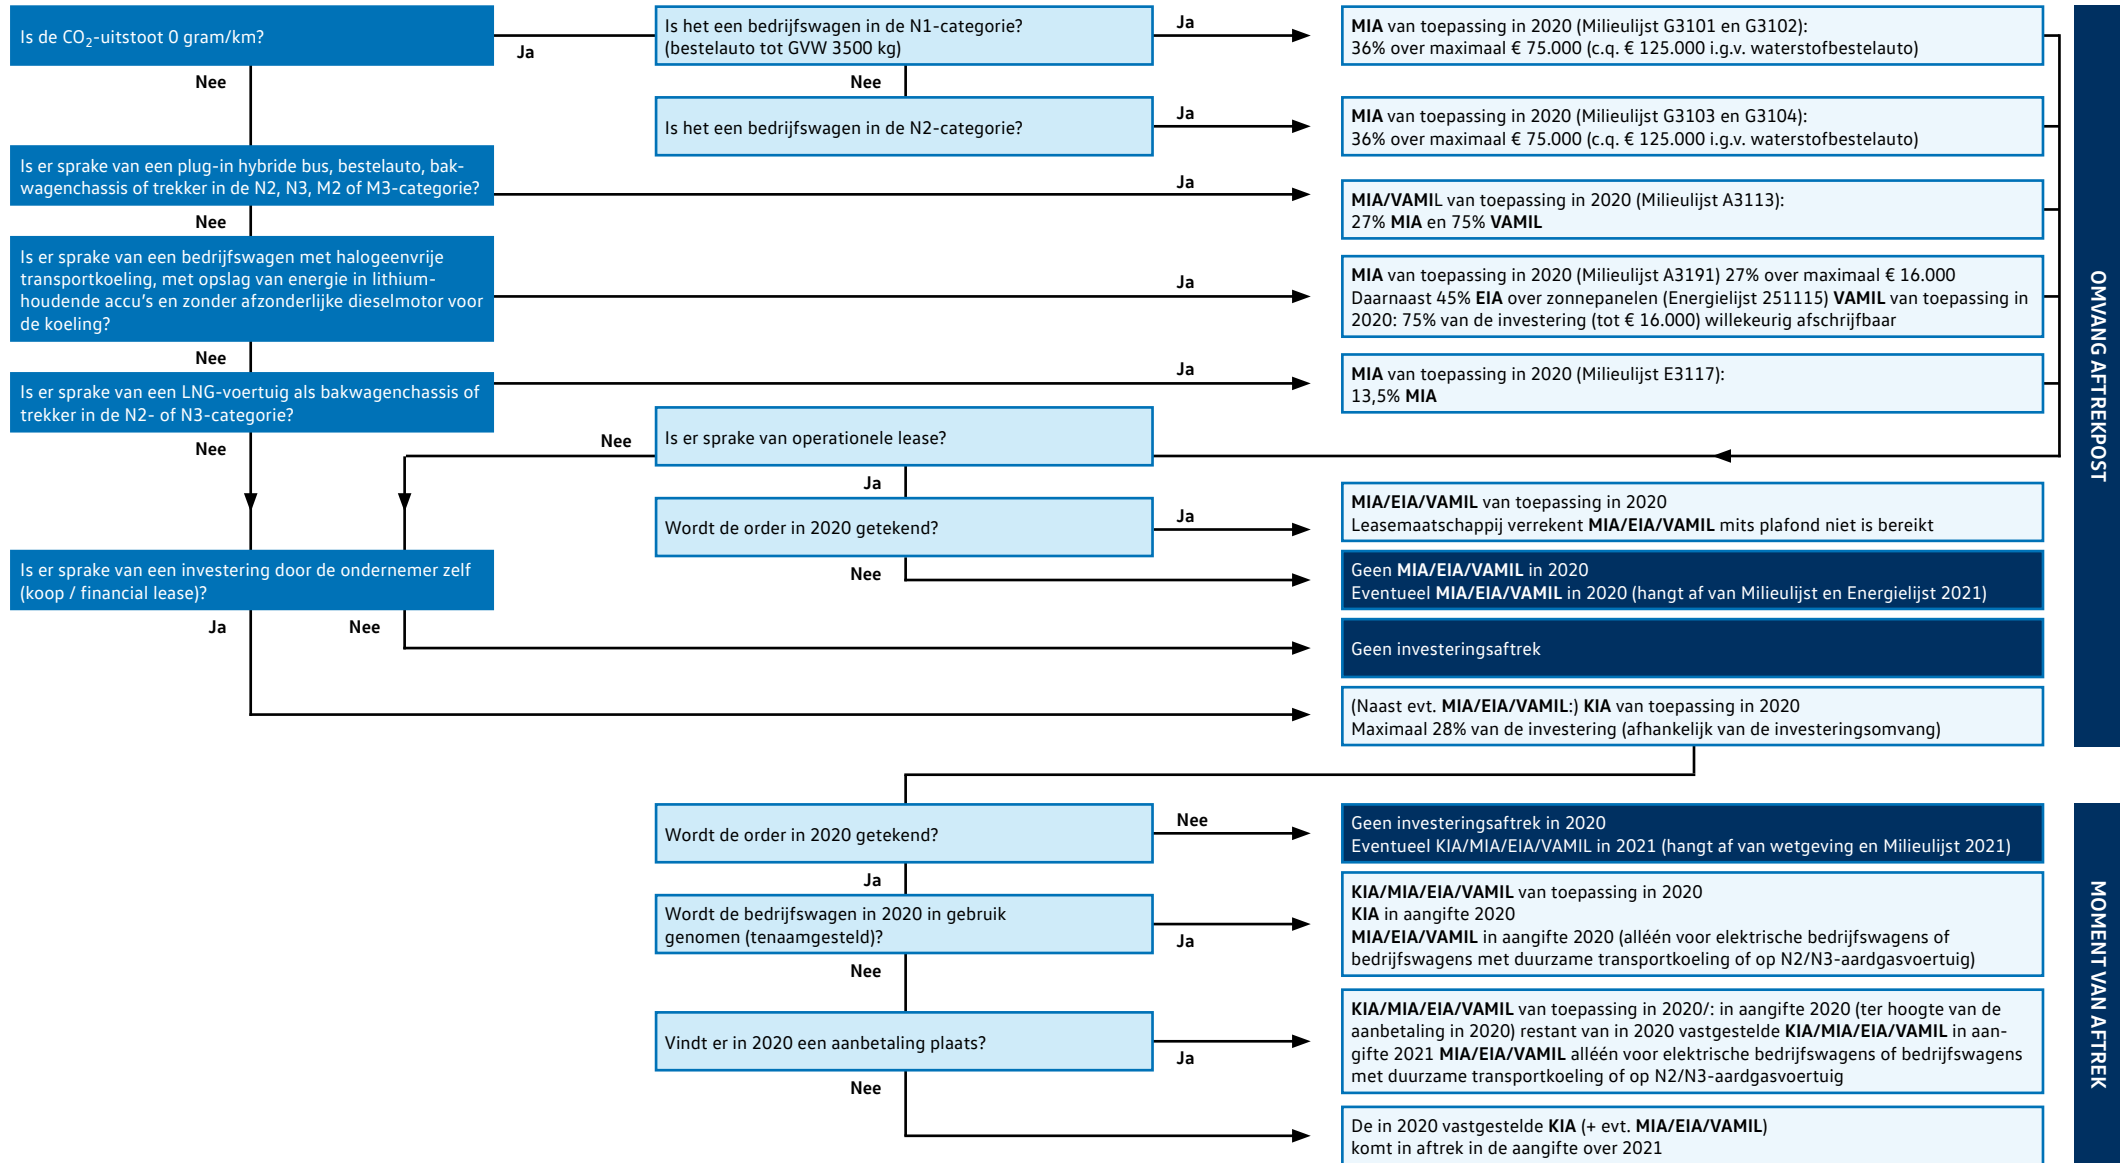 Is de CO2-uitstoot 0 gram/km?
Ja
Nee
Is het een bedrijfswagen in de N1-categorie?
(bestelauto tot GVW 3500 kg)
Ja
Nee
MIA van toepassing in 2020 (Milieulijst G3101 en G3102):
36% over maximaal € 75.000 (c.q. € 125.000 i.g.v. waterstofbestelauto)
Is het een bedrijfswagen in de N2-categorie?
Ja
MIA van toepassing in 2020 (Milieulijst G3103 en G3104):
36% over maximaal € 75.000 (c.q. € 125.000 i.g.v. waterstofbestelauto)
Is er sprake van een plug-in hybride bus, bestelauto, bak-
wagenchassis of trekker in de N2, N3, M2 of M3-categorie?
Ja
Nee
MIA/VAMIL van toepassing in 2020 (Milieulijst A3113):
27% MIA en 75% VAMIL
Is er sprake van een bedrijfswagen met halogeenvrije
transportkoeling, met opslag van energie in lithium-
houdende accu's en zonder afzonderlijke dieselmotor voor
de koeling?
Ja
Nee
MIA van toepassing in 2020 (Milieulijst A3191) 27% over maximaal € 16.000
Daarnaast 45% EIA over zonnepanelen (Energielijst 251115) VAMIL van toepassing in
2020: 75% van de investering (tot € 16.000) willekeurig afschrijfbaar
Is er sprake van een LNG-voertuig als bakwagenchassis of
trekker in de N2- of N3-categorie?
Ja
Nee
MIA van toepassing in 2020 (Milieulijst E3117):
13,5% MIA
Is er sprake van operationele lease?
Nee
Ja
Wordt de order in 2020 getekend?
Ja
Nee
MIA/EIA/VAMIL van toepassing in 2020
Leasemaatschappij verrekent MIA/EIA/VAMIL mits plafond niet is bereikt
Geen MIA/EIA/VAMIL in 2020
Eventueel MIA/EIA/VAMIL in 2020 (hangt af van Milieulijst en Energielijst 2021)
Is er sprake van een investering door de ondernemer zelf
(koop / financial lease)?
Ja
Nee
Geen investeringsaftrek
(Naast evt. MIA/EIA/VAMIL:) KIA van toepassing in 2020
Maximaal 28% van de investering (afhankelijk van de investeringsomvang)
OMVANG AFTREKPOST
Wordt de order in 2020 getekend?
Nee
Ja
Geen investeringsaftrek in 2020
Eventueel KIA/MIA/EIA/VAMIL in 2021 (hangt af van wetgeving en Milieulijst 2021)
Wordt de bedrijfswagen in 2020 in gebruik
genomen (tenaamgesteld)?
Ja
Nee
KIA/MIA/EIA/VAMIL van toepassing in 2020
KIA in aangifte 2020
MIA/EIA/VAMIL in aangifte 2020 (alléén voor elektrische bedrijfswagens of
bedrijfswagens met duurzame transportkoeling of op N2/N3-aardgasvoertuig)
Vindt er in 2020 een aanbetaling plaats?
Ja
Nee
KIA/MIA/EIA/VAMIL van toepassing in 2020/: in aangifte 2020 (ter hoogte van de
aanbetaling in 2020) restant van in 2020 vastgestelde KIA/MIA/EIA/VAMIL in aan-
gifte 2021 MIA/EIA/VAMIL alléén voor elektrische bedrijfswagens of bedrijfswagens
met duurzame transportkoeling of op N2/N3-aardgasvoertuig
De in 2020 vastgestelde KIA (+ evt. MIA/EIA/VAMIL)
komt in aftrek in de aangifte over 2021
MOMENT VAN AFTREK